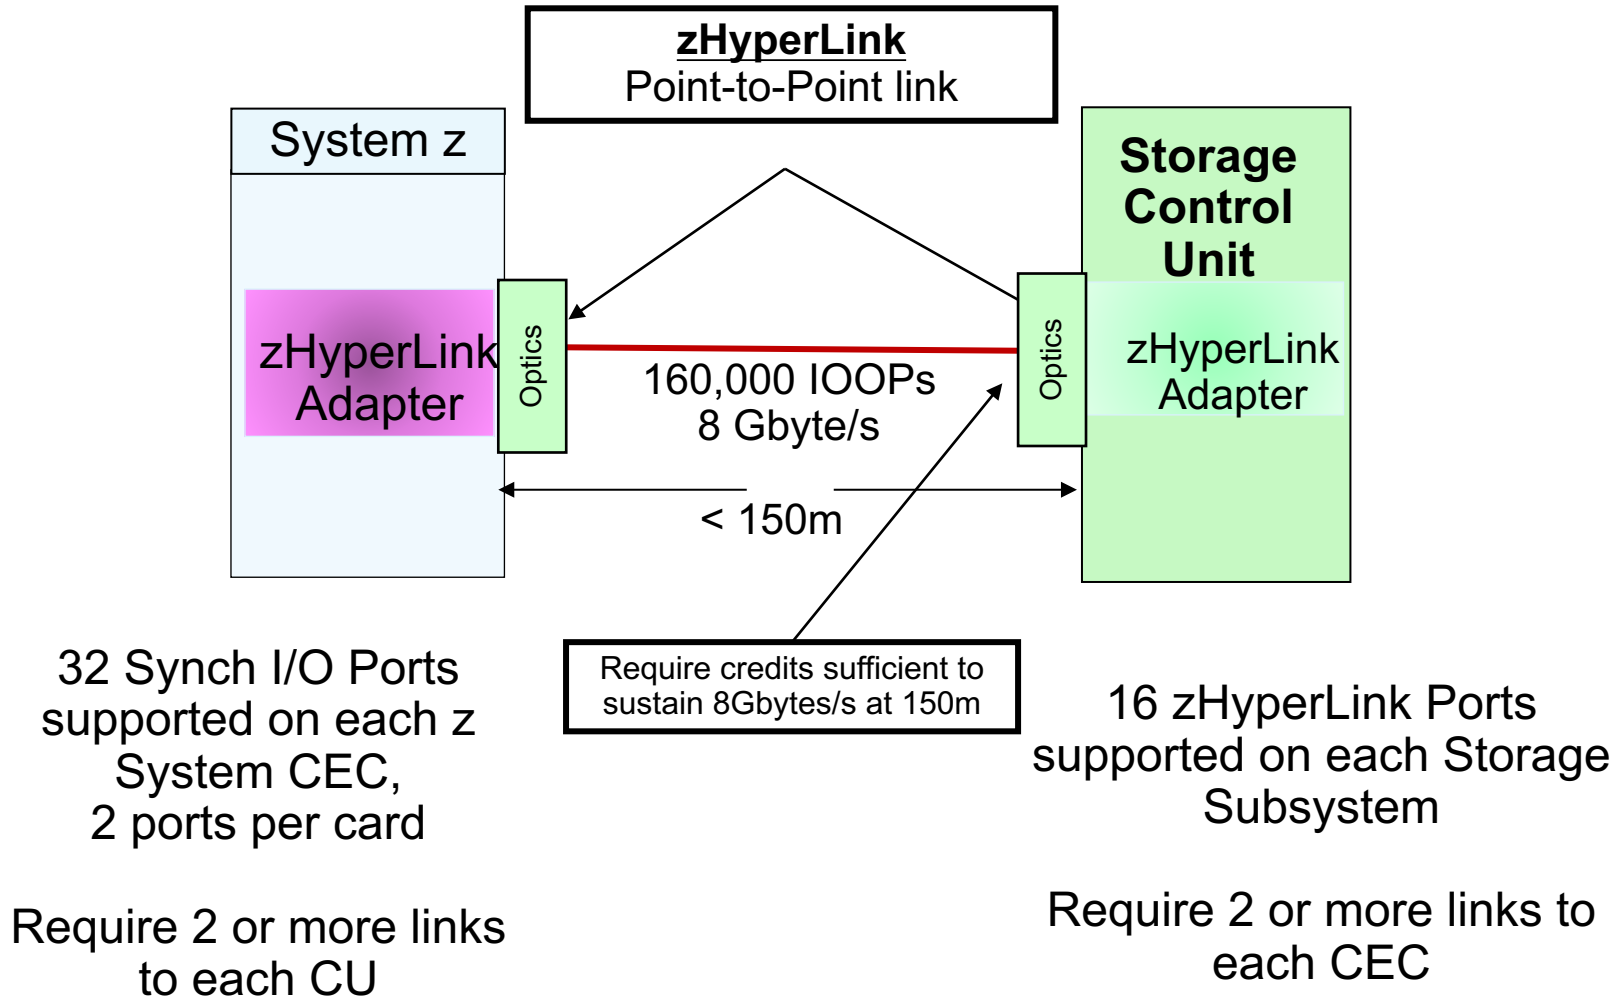 zHyperLink
Point-to-Point link
System z
Storage
Control
Unit
zHyperLink
Adapter
Optics
160,000 IOOPs
8 Gbyte/s
Optics
zHyperLink
Adapter
< 150m
Require credits sufficient to
sustain 8Gbytes/s at 150m
32 Synch I/O Ports
supported on each z
System CEC,
2 ports per card
Require 2 or more links
to each CU
16 zHyperLink Ports
supported on each Storage
Subsystem
Require 2 or more links to
each CEC